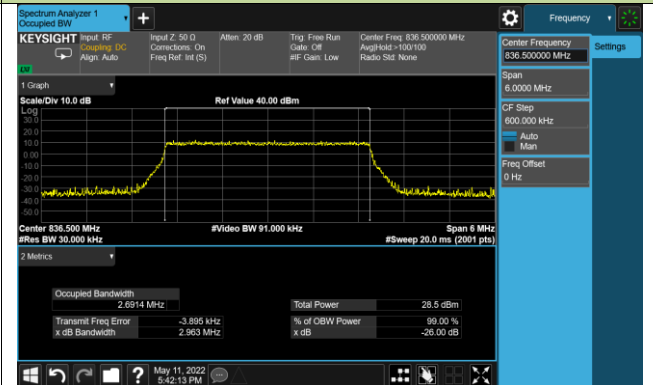 Spectrum Analyzer 1
Occupied BW
Frequency
KEYSIGHT
Input: RF
Coupling: DC
Align: Auto
Input Z: 50 Ω
Corrections: On
Freq Ref: Int (S)
Atten: 20 dB
Trig: Free Run
Gate: Off
#IF Gain: Low
Center Freq: 836.500000 MHz
Avg|Hold:>100/100
Radio Std: None
Center Frequency
836.500000 MHz
Settings
Span
6.0000 MHz
CF Step
600.000 kHz
Auto
Man
Freq Offset
0 Hz
1 Graph
Scale/Div 10.0 dB
Ref Value 40.00 dBm
Log
30.0
20.0
10.0
0.00
-10.0
-20.0
-30.0
-40.0
-50.0
Center 836.500 MHz
#Video BW 91.000 kHz
Span 6 MHz
#Res BW 30.000 kHz
#Sweep 20.0 ms (2001 pts)
2 Metrics
Occupied Bandwidth
2.6914 MHz
Total Power
28.5 dBm
Transmit Freq Error
-3.895 kHz
% of OBW Power
99.00 %
x dB Bandwidth
2.963 MHz
x dB
-26.00 dB
May 11, 2022
5:42:13 PM